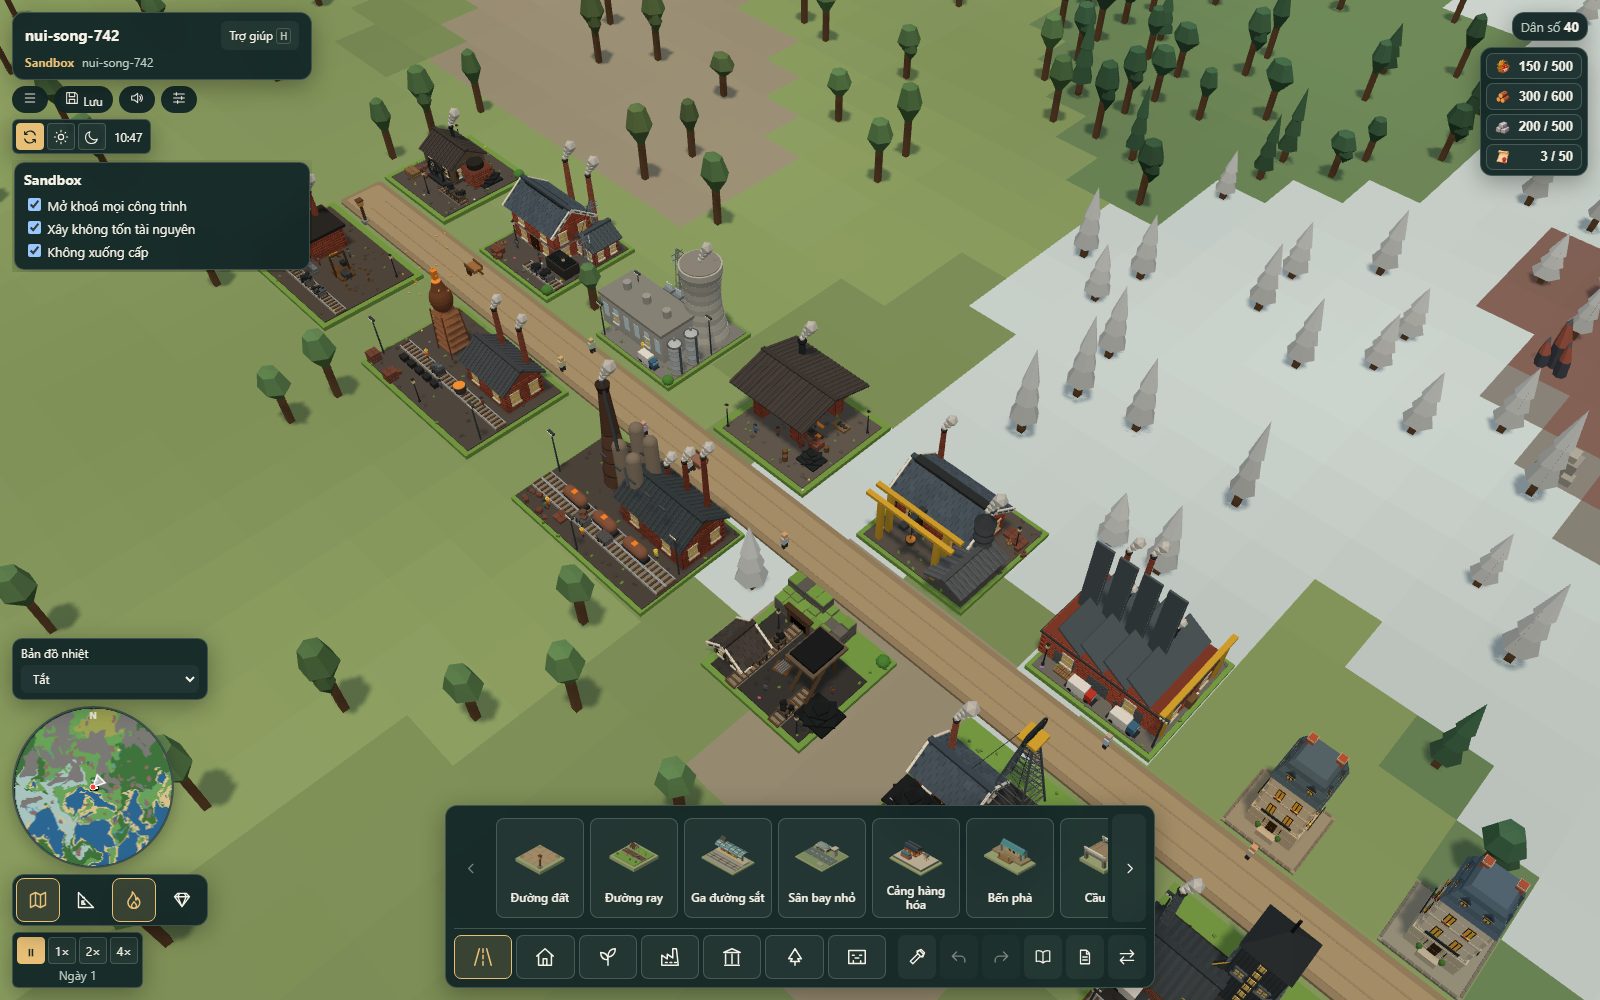 nui-song-742
Trợ giúp H
Sandbox nui-song-742
Lưu
10:47
Sandbox
Mở khoá mọi công trình
Xây không tốn tài nguyên
Không xuống cấp
Dân số 40
150 / 500
300 / 600
200 / 500
3 / 50
Bản đồ nhiệt
Tắt
N
1× 2× 4×
Ngày 1
Đường đất
Đường ray
Ga đường sắt
Sân bay nhỏ
Cảng hàng
hóa
Bến phà
Cầu